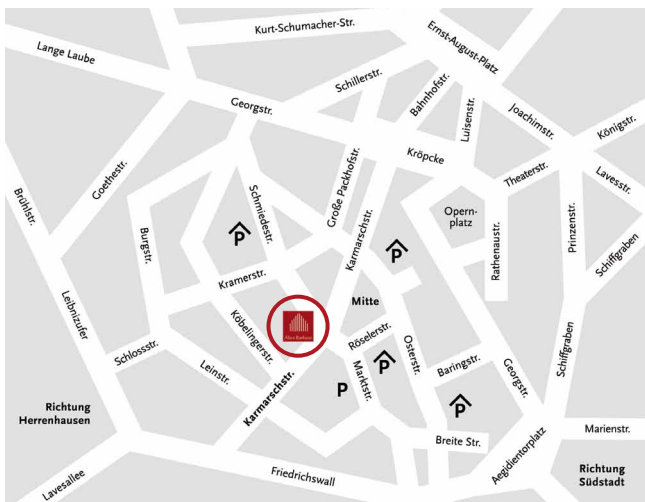 Kurt-Schumacher-Str.
Ernst-August-Platz
Lange Laube
Schillerstr.
Bahnhofstr.
Georgstr.
Luisenstr.
Joachimstr.
Königstr.
Kröpcke
Goethestr.
Große Packhofstr.
Theaterstr.
Lavesstr.
Brühlstr.
Schmiedestr.
Karmarschstr.
Opern-
platz
Rathenaustr.
Prinzenstr.
Schiffgraben
Burgstr.
P
P
Kramerstr.
Mitte
Leibnizufer
Köbelingerstr.
Altes Rathaus
Röselerstr.
Osterstr.
Schiffgraben
Schlossstr.
Leinstr.
P
Baringstr.
Georgstr.
Karmarschstr.
P
Marktstr.
P
Richtung
Herrenhausen
Breite Str.
Marienstr.
Aegidientorplatz
Lavesallee
Friedrichswall
Richtung
Südstadt